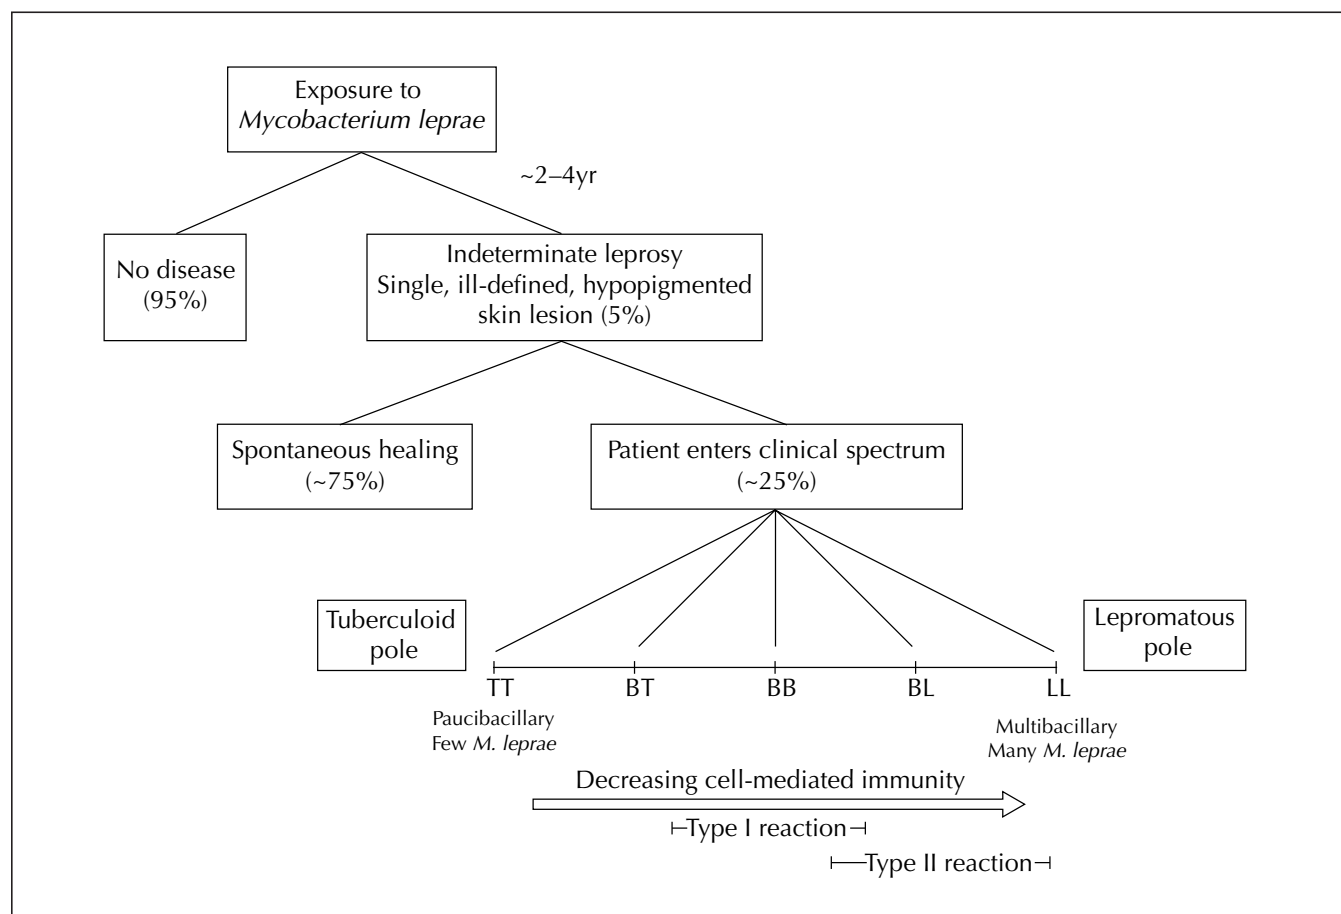 Exposure to
Mycobacterium leprae
~2–4yr
No disease
(95%)
Indeterminate leprosy
Single, ill-defined, hypopigmented
skin lesion (5%)
Spontaneous healing
(~75%)
Patient enters clinical spectrum
(~25%)
Tuberculoid
pole
Lepromatous
pole
TT
BT
BB
BL
LL
Paucibacillary
Few M. leprae
Multibacillary
Many M. leprae
Decreasing cell-mediated immunity
Type I reaction
Type II reaction